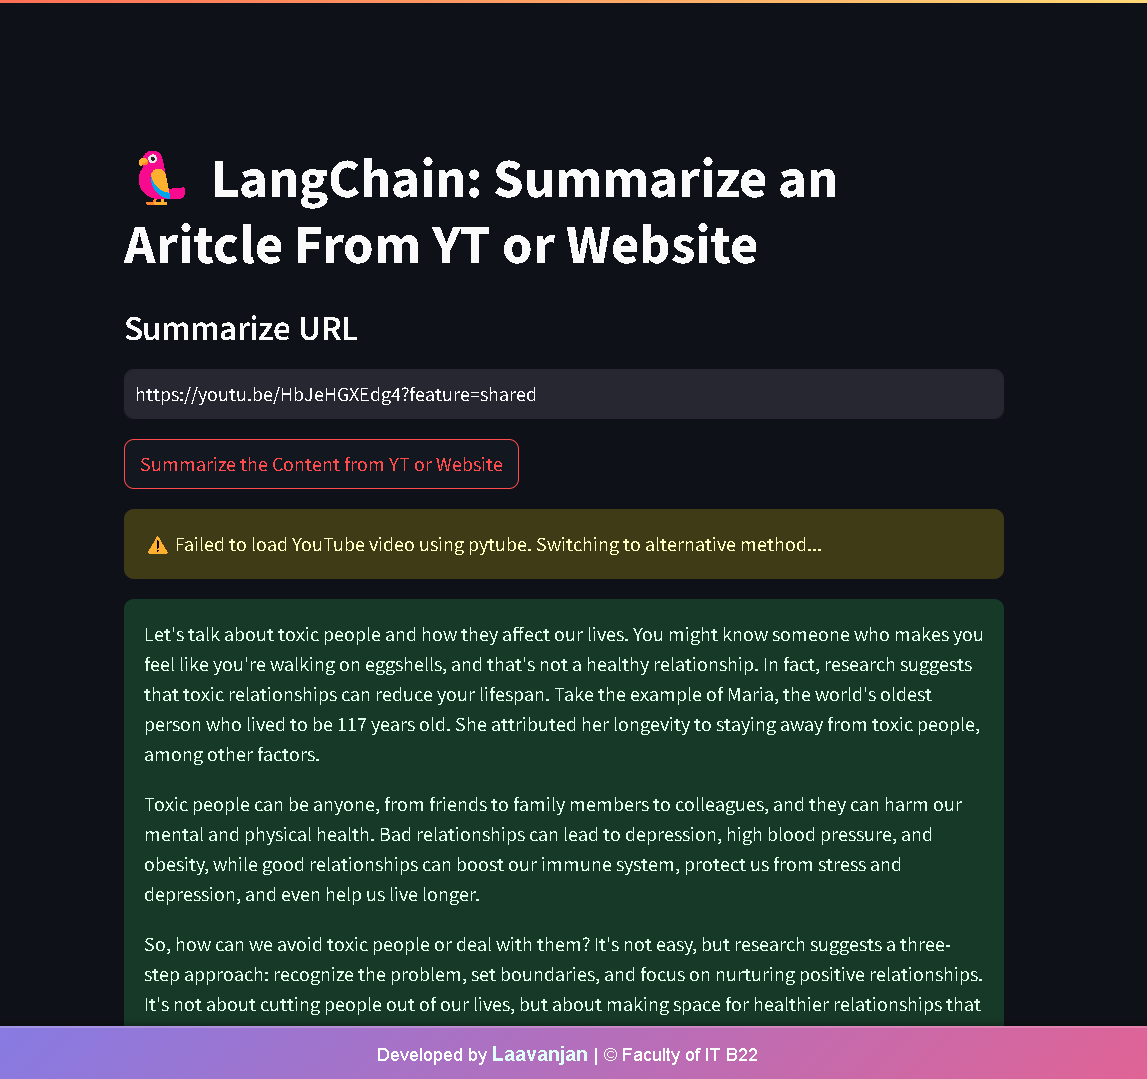 🦜 LangChain: Summarize an
Aritcle From YT or Website
Summarize URL
https://youtu.be/HbJeHGXEdg4?feature=shared
Summarize the Content from YT or Website
⚠️ Failed to load YouTube video using pytube. Switching to alternative method...
Let's talk about toxic people and how they affect our lives. You might know someone who makes you
feel like you're walking on eggshells, and that's not a healthy relationship. In fact, research suggests
that toxic relationships can reduce your lifespan. Take the example of Maria, the world's oldest
person who lived to be 117 years old. She attributed her longevity to staying away from toxic people,
among other factors.
Toxic people can be anyone, from friends to family members to colleagues, and they can harm our
mental and physical health. Bad relationships can lead to depression, high blood pressure, and
obesity, while good relationships can boost our immune system, protect us from stress and
depression, and even help us live longer.
So, how can we avoid toxic people or deal with them? It's not easy, but research suggests a three-
step approach: recognize the problem, set boundaries, and focus on nurturing positive relationships.
It's not about cutting people out of our lives, but about making space for healthier relationships that
Developed by Laavanjan | © Faculty of IT B22